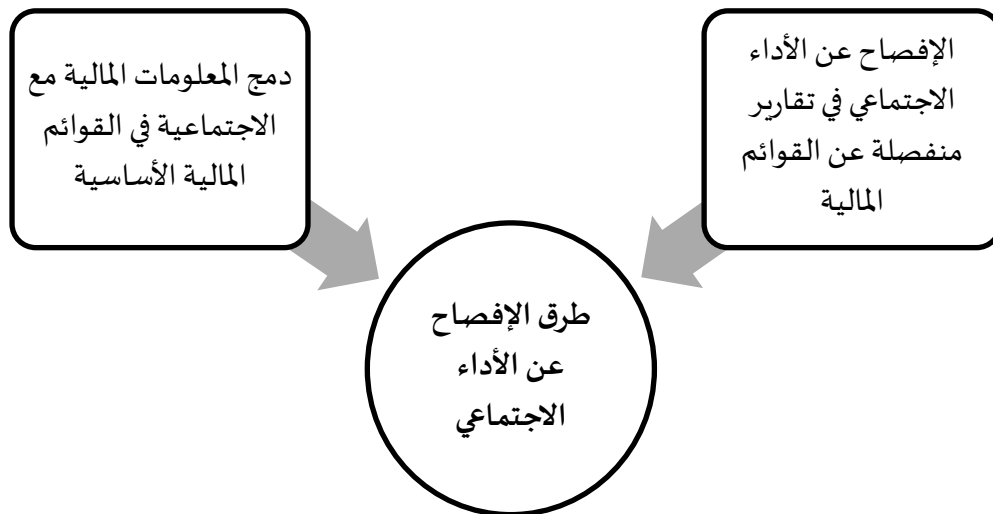 الإفصاح عن الأداء
الاجتماعي في تقارير
منفصلة عن القوائم
المالية
دمج المعلومات المالية مع
الاجتماعية في القوائم
المالية الأساسية
طرق الإفصاح
عن الأداء
الاجتماعي